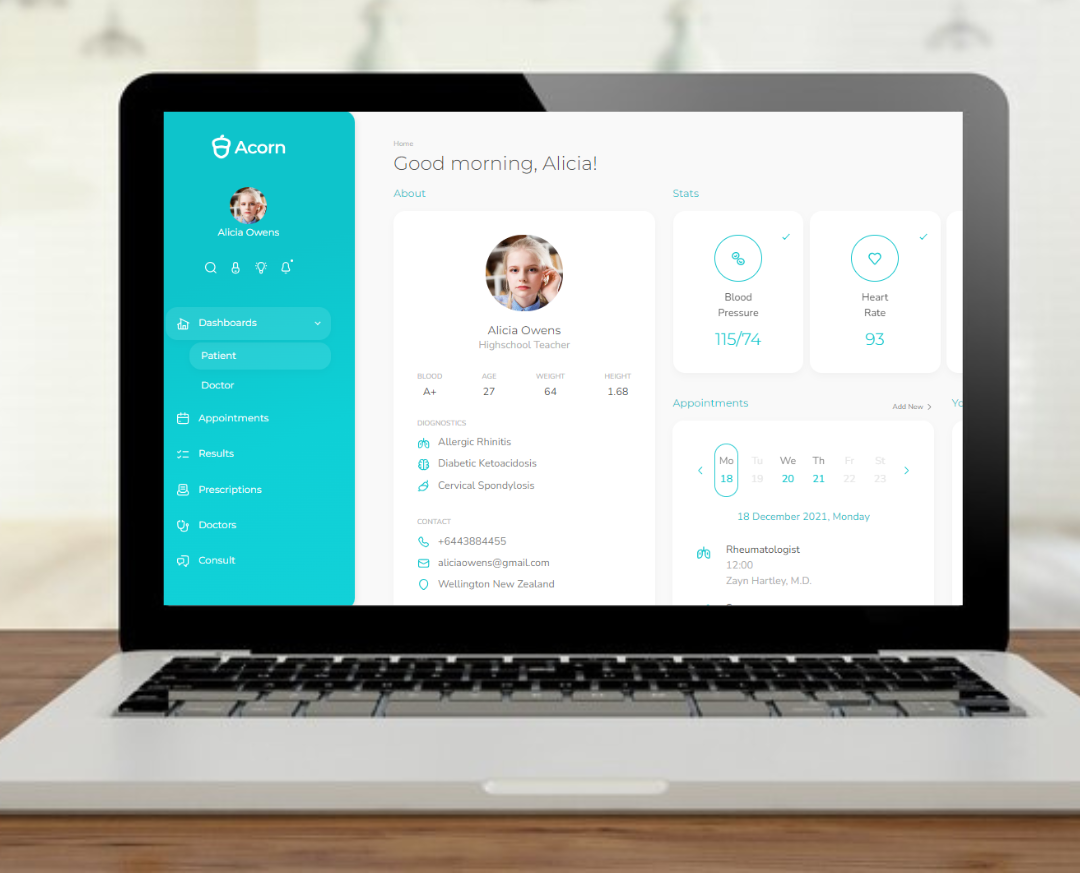 Acorn
Alicia Owens
Dashboards
Patient
Doctor
Appointments
Results
Prescriptions
Doctors
Consult
Home
Good morning, Alicia!
About
Alicia Owens
Highschool Teacher
BLOOD AGE WEIGHT HEIGHT
A+ 27 64 1.68
DIOGNOSTICS
Allergic Rhinitis
Diabetic Ketoacidosis
Cervical Spondylosis
CONTACT
+6443884455
aliciaowens@gmail.com
Wellington New Zealand
Stats
Blood
Pressure
115/74
Heart
Rate
93
Appointments
Add New
Mo Tu We Th Fr St
18 19 20 21 22 23
18 December 2021, Monday
Rheumatologist
12:00
Zayn Hartley, M.D.